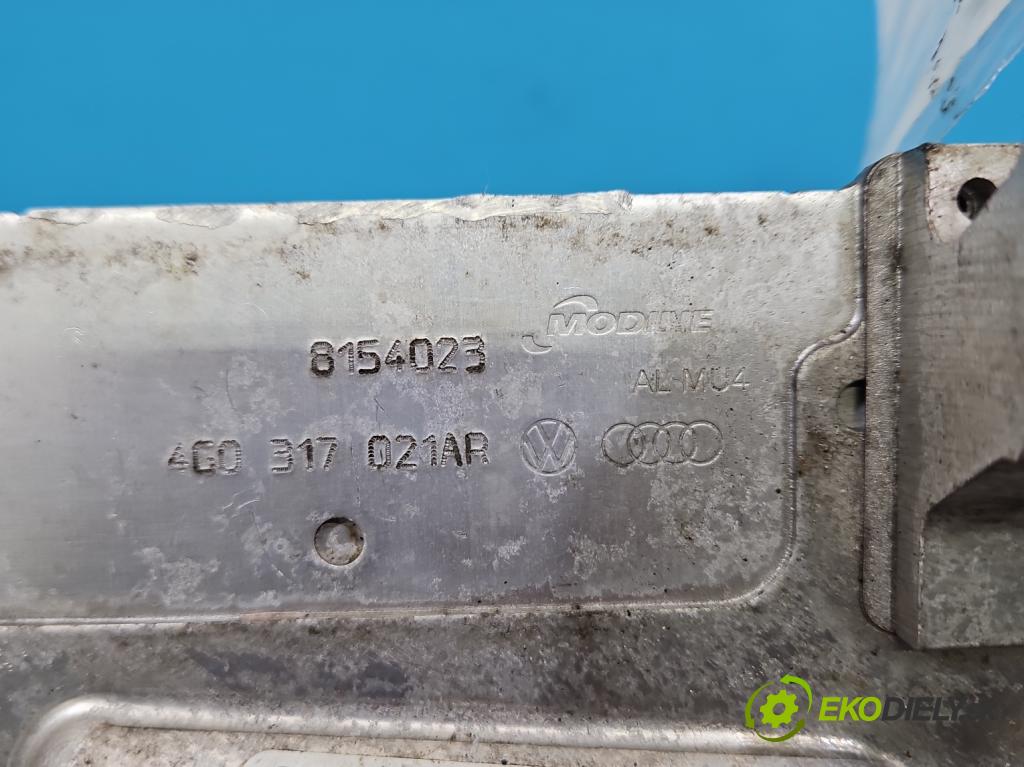 MODINE
8154023
AL-MU4
4G0 317 021AR
EKODIELY